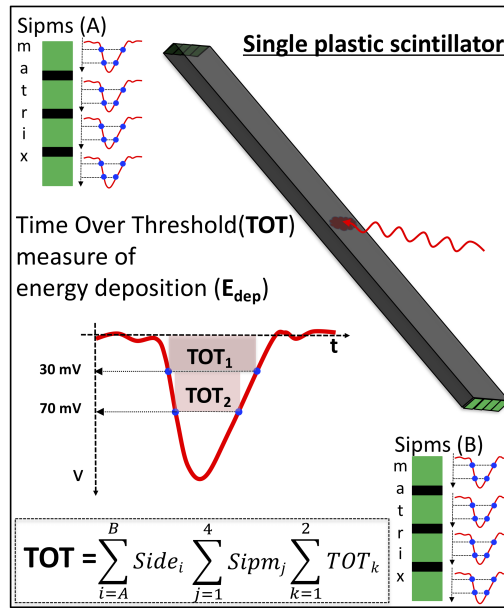 Sipms (A)
m
a
t
r
i
x
Single plastic scintillator
Time Over Threshold(TOT)
measure of
energy deposition (E_dep)
t
TOT₁
30 mV
TOT₂
70 mV
V
Sipms (B)
m
a
t
r
i
x
TOT = ∑_{i=A}^{B} Side_i ∑_{j=1}^{4} Sipm_j ∑_{k=1}^{2} TOT_k